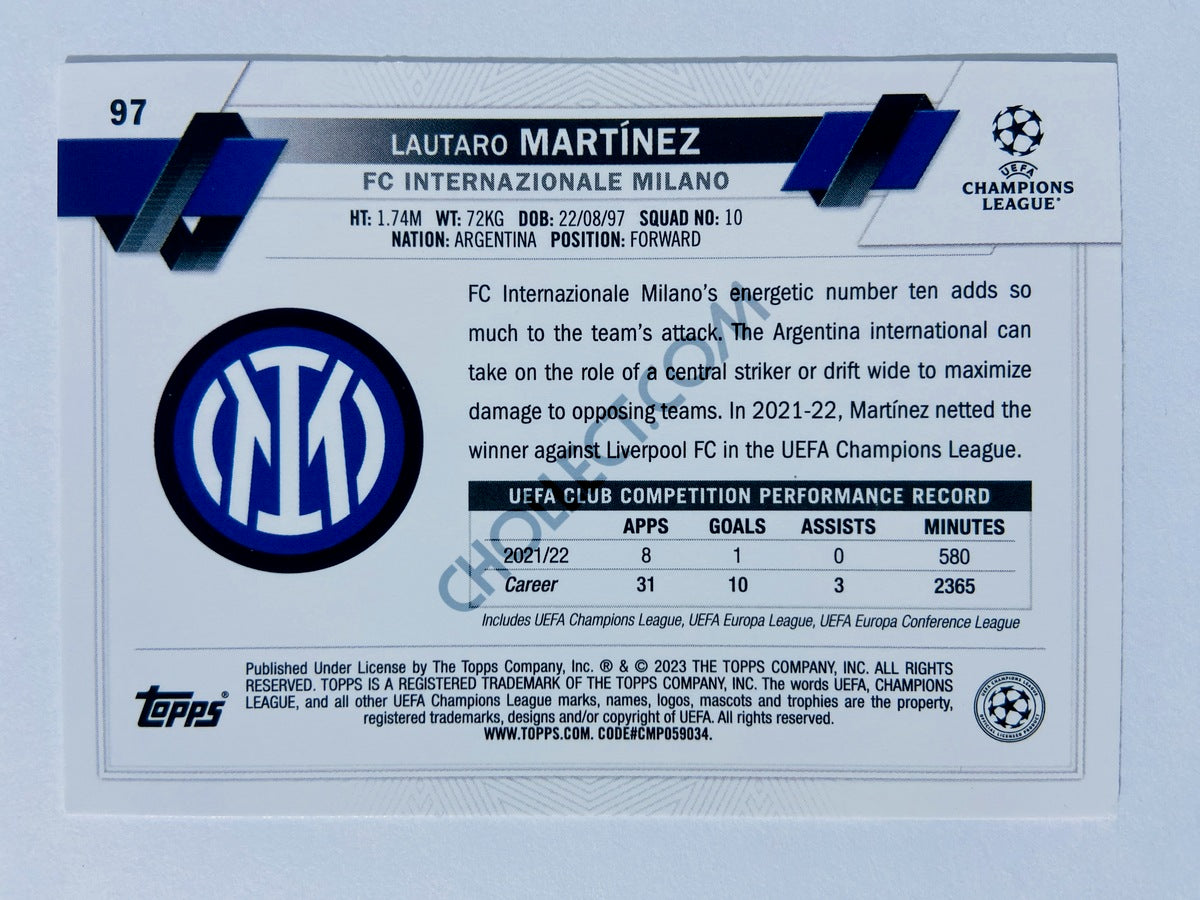 97
LAUTARO MARTÍNEZ
FC INTERNAZIONALE MILANO
HT: 1.74M WT: 72KG DOB: 22/08/97 SQUAD NO: 10
NATION: ARGENTINA POSITION: FORWARD
UEFA
CHAMPIONS
LEAGUE®
FC Internazionale Milano's energetic number ten adds so
much to the team's attack. The Argentina international can
take on the role of a central striker or drift wide to maximize
damage to opposing teams. In 2021-22, Martínez netted the
winner against Liverpool FC in the UEFA Champions League.
UEFA CLUB COMPETITION PERFORMANCE RECORD
APPS GOALS ASSISTS MINUTES
2021/22 8 1 0 580
Career 31 10 3 2365
Includes UEFA Champions League, UEFA Europa League, UEFA Europa Conference League
CHOLLECT.COM
Published Under License by The Topps Company, Inc. ® & © 2023 THE TOPPS COMPANY, INC. ALL RIGHTS
RESERVED. TOPPS IS A REGISTERED TRADEMARK OF THE TOPPS COMPANY, INC. The words UEFA, CHAMPIONS
LEAGUE, and all other UEFA Champions League marks, names, logos, mascots and trophies are the property,
registered trademarks, designs and/or copyright of UEFA. All rights reserved.
WWW.TOPPS.COM. CODE#CMP059034.
Topps®
UEFA CHAMPIONS LEAGUE OFFICIAL LICENSED PRODUCT